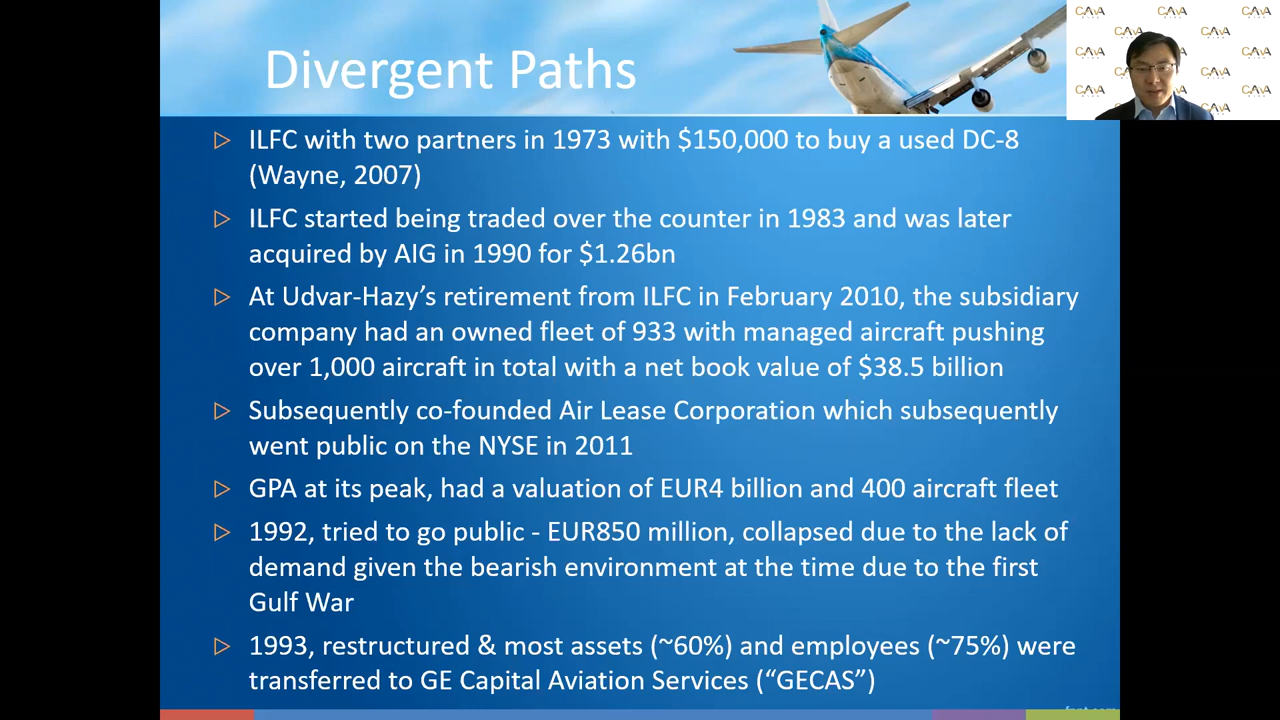 Divergent Paths
ILFC with two partners in 1973 with $150,000 to buy a used DC-8
(Wayne, 2007)
ILFC started being traded over the counter in 1983 and was later
acquired by AIG in 1990 for $1.26bn
At Udvar-Hazy’s retirement from ILFC in February 2010, the subsidiary
company had an owned fleet of 933 with managed aircraft pushing
over 1,000 aircraft in total with a net book value of $38.5 billion
Subsequently co-founded Air Lease Corporation which subsequently
went public on the NYSE in 2011
GPA at its peak, had a valuation of EUR4 billion and 400 aircraft fleet
1992, tried to go public - EUR850 million, collapsed due to the lack of
demand given the bearish environment at the time due to the first
Gulf War
1993, restructured & most assets (~60%) and employees (~75%) were
transferred to GE Capital Aviation Services (“GECAS”)